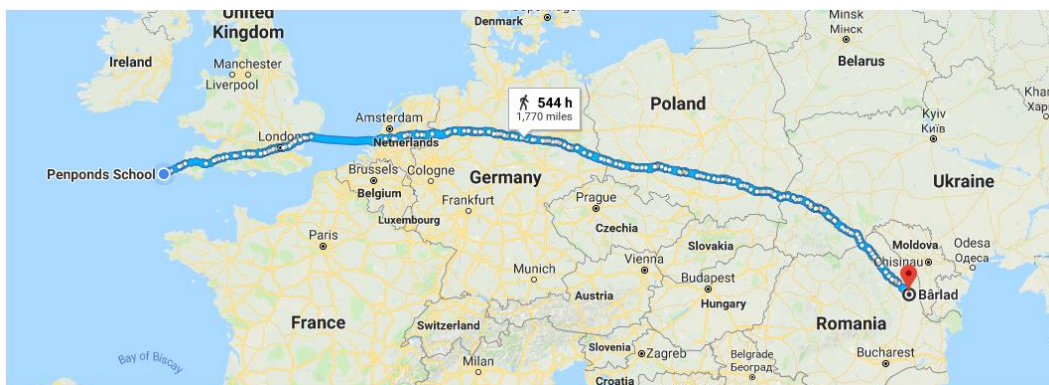 United
Kingdom
Denmark
Ireland
Manchester
Liverpool
Minsk
Мінск
Belarus
544 h
1,770 miles
Poland
Amsterdam
London
Netherlands
Kyiv
Київ
Penponds School
Brussels
Cologne
Belgium
Germany
Ukraine
Frankfurt
Prague
Luxembourg
Czechia
Paris
Slovakia
Moldova
Odesa
Одеса
Chisinau
Vienna
Munich
Budapest
Austria
Hungary
Bârlad
France
Switzerland
Romania
Bay of Biscay
Slovenia
Zagreb
Belgrade
Београд
Bucharest
Milan
Croatia